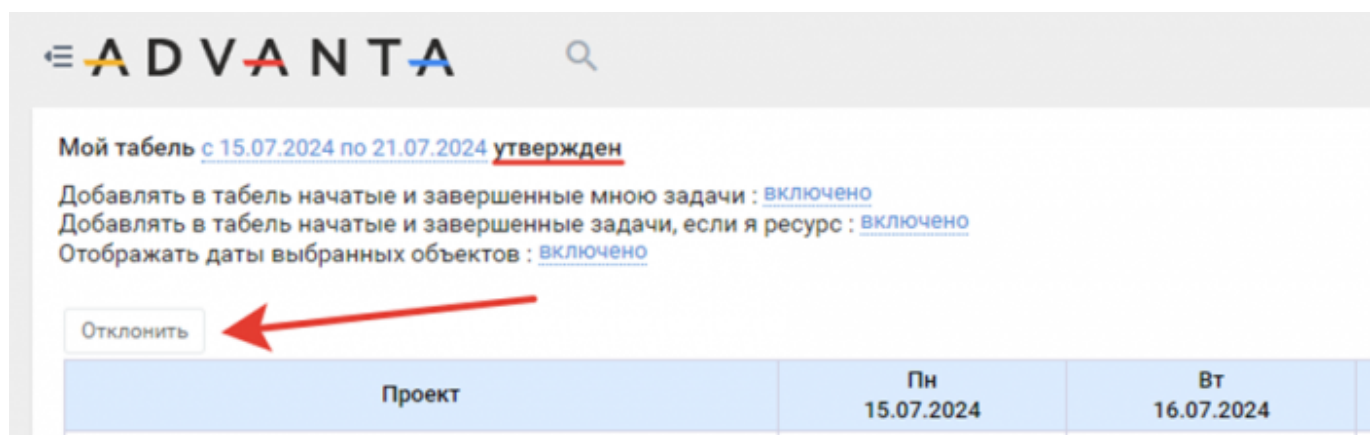 ADVANTA
Мой табель с 15.07.2024 по 21.07.2024 утвержден
Добавлять в табель начатые и завершенные мною задачи : включено
Добавлять в табель начатые и завершенные задачи, если я ресурс : включено
Отображать даты выбранных объектов : включено
Отклонить
Проект
Пн
15.07.2024
Вт
16.07.2024